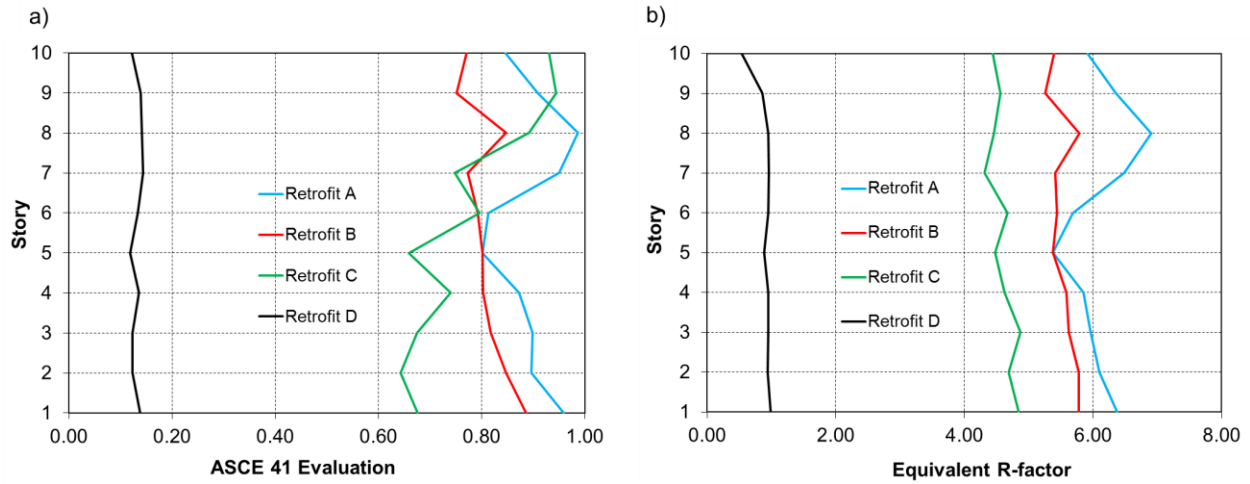 a)
10
9
8
7
6
5
4
3
2
1
Story
Retrofit A
Retrofit B
Retrofit C
Retrofit D
0.00 0.20 0.40 0.60 0.80 1.00
ASCE 41 Evaluation
b)
10
9
8
7
6
5
4
3
2
1
Story
Retrofit A
Retrofit B
Retrofit C
Retrofit D
0.00 2.00 4.00 6.00 8.00
Equivalent R-factor